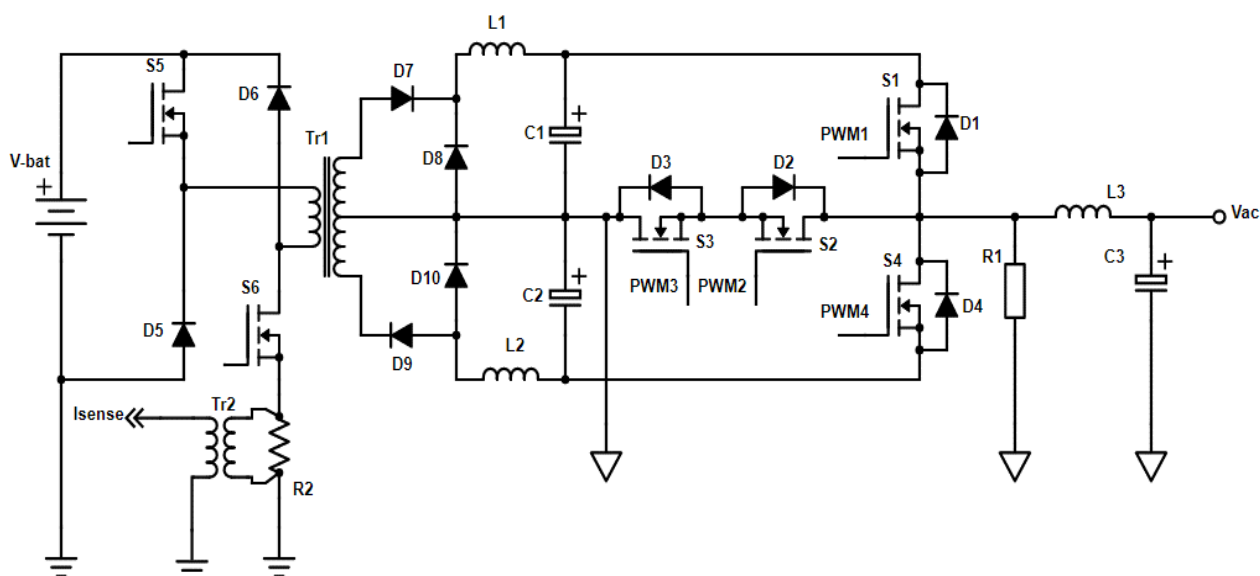 L1
S5
D7
D6
S1
Tr1
C1
D1
PWM1
V-bat
+
D8
D3
D2
L3
Vac
S3
S2
D10
S4
R1
C3
+
S6
C2
PWM3
PWM2
PWM4
D4
D5
L2
D9
Isense
Tr2
R2
+
+